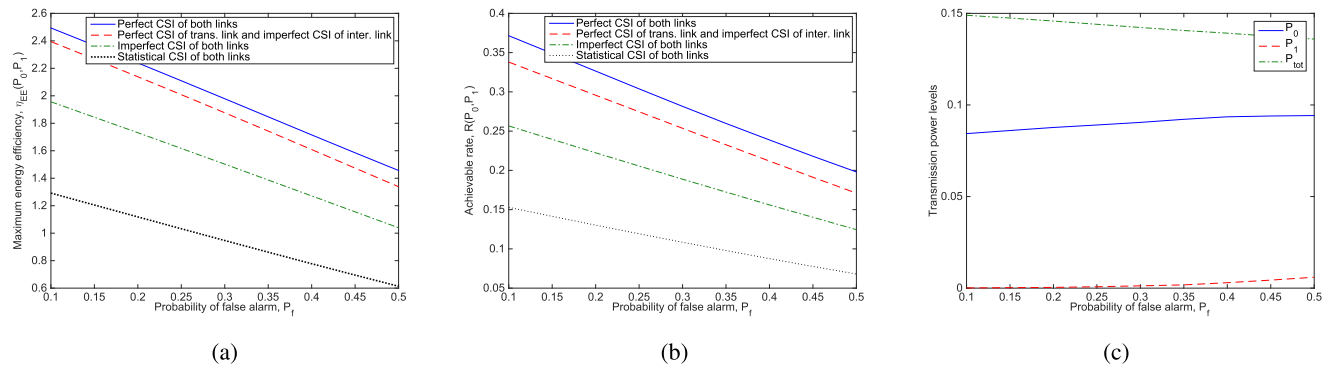 Perfect CSI of both links
Perfect CSI of trans. link and imperfect CSI of inter. link
Imperfect CSI of both links
Statistical CSI of both links
2.6
2.4
2.2
2
1.8
1.6
1.4
1.2
1
0.8
0.6
Maximum energy efficiency, η_EE(P_0,P_1)
0.1 0.15 0.2 0.25 0.3 0.35 0.4 0.45 0.5
Probability of false alarm, P_f
(a)
Perfect CSI of both links
Perfect CSI of trans. link and imperfect CSI of inter. link
Imperfect CSI of both links
Statistical CSI of both links
0.4
0.35
0.3
0.25
0.2
0.15
0.1
0.05
Achievable rate, R(P_0,P_1)
0.1 0.15 0.2 0.25 0.3 0.35 0.4 0.45 0.5
Probability of false alarm, P_f
(b)
P_0
P_1
P_tot
0.15
0.1
0.05
0
Transmission power levels
0.1 0.15 0.2 0.25 0.3 0.35 0.4 0.45 0.5
Probability of false alarm, P_f
(c)